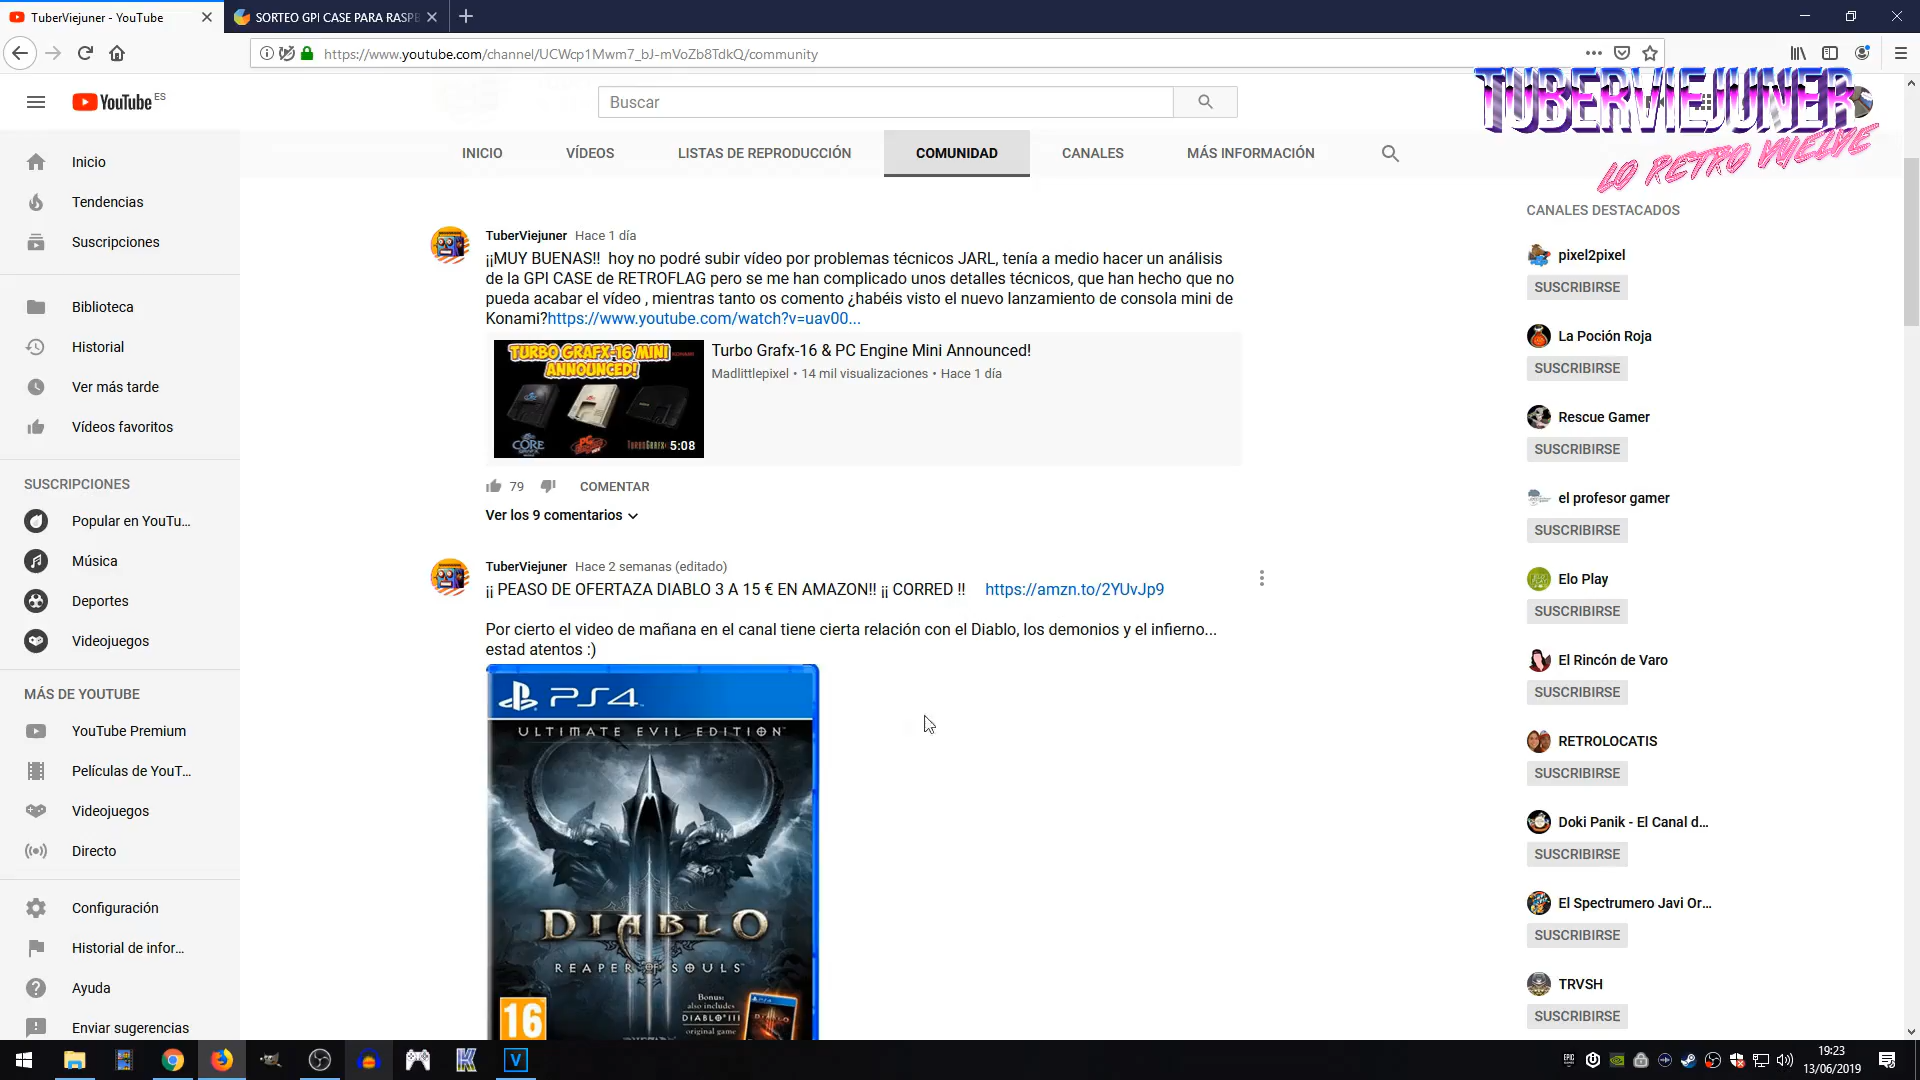 TuberViejuner - YouTube
SORTEO GPI CASE PARA RASPB
https://www.youtube.com/channel/UCWcp1Mwm7_bJ-mVoZb8TdkQ/community
YouTube ES
Buscar
TUBERVIEJUNER
LO RETRO VUELVE
INICIO
VÍDEOS
LISTAS DE REPRODUCCIÓN
COMUNIDAD
CANALES
MÁS INFORMACIÓN
Inicio
Tendencias
Suscripciones
Biblioteca
Historial
Ver más tarde
Vídeos favoritos
SUSCRIPCIONES
Popular en YouTu...
Música
Deportes
Videojuegos
MÁS DE YOUTUBE
YouTube Premium
Películas de YouT...
Videojuegos
Directo
Configuración
Historial de infor...
Ayuda
Enviar sugerencias
TuberViejuner Hace 1 día
¡¡MUY BUENAS!! hoy no podré subir vídeo por problemas técnicos JARL, tenía a medio hacer un análisis
de la GPI CASE de RETROFLAG pero se me han complicado unos detalles técnicos, que han hecho que no
pueda acabar el vídeo , mientras tanto os comento ¿habéis visto el nuevo lanzamiento de consola mini de
Konami?https://www.youtube.com/watch?v=uav00...
TURBO GRAFX-16 MINI
ANNOUNCED!
CORE
5:08
Turbo Grafx-16 & PC Engine Mini Announced!
Madlittlepixel • 14 mil visualizaciones • Hace 1 día
79
COMENTAR
Ver los 9 comentarios
TuberViejuner Hace 2 semanas (editado)
¡¡ PEASO DE OFERTAZA DIABLO 3 A 15 € EN AMAZON!! ¡¡ CORRED !! https://amzn.to/2YUvJp9
Por cierto el video de mañana en el canal tiene cierta relación con el Diablo, los demonios y el infierno...
estad atentos :)
PS4
ULTIMATE EVIL EDITION™
DIABLO
REAPER OF SOULS™
16
Bonus:
also includes
DIABLO III
original game
CANALES DESTACADOS
pixel2pixel
SUSCRIBIRSE
La Poción Roja
SUSCRIBIRSE
Rescue Gamer
SUSCRIBIRSE
el profesor gamer
SUSCRIBIRSE
Elo Play
SUSCRIBIRSE
El Rincón de Varo
SUSCRIBIRSE
RETROLOCATIS
SUSCRIBIRSE
Doki Panik - El Canal d...
SUSCRIBIRSE
El Spectrumero Javi Or...
SUSCRIBIRSE
TRVSH
SUSCRIBIRSE
19:23
13/06/2019